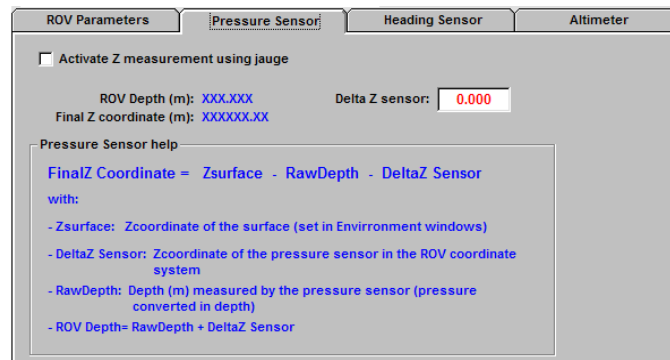 ROV Parameters Pressure Sensor Heading Sensor Altimeter
Activate Z measurement using jauge
ROV Depth (m): XXX.XXX Delta Z sensor: 0.000
Final Z coordinate (m): XXXXXX.XX
Pressure Sensor help
FinalZ Coordinate = Zsurface - RawDepth - DeltaZ Sensor
with:
- Zsurface: Zcoordinate of the surface (set in Envirronment windows)
- DeltaZ Sensor: Zcoordinate of the pressure sensor in the ROV coordinate
system
- RawDepth: Depth (m) measured by the pressure sensor (pressure
converted in depth)
- ROV Depth= RawDepth + DeltaZ Sensor